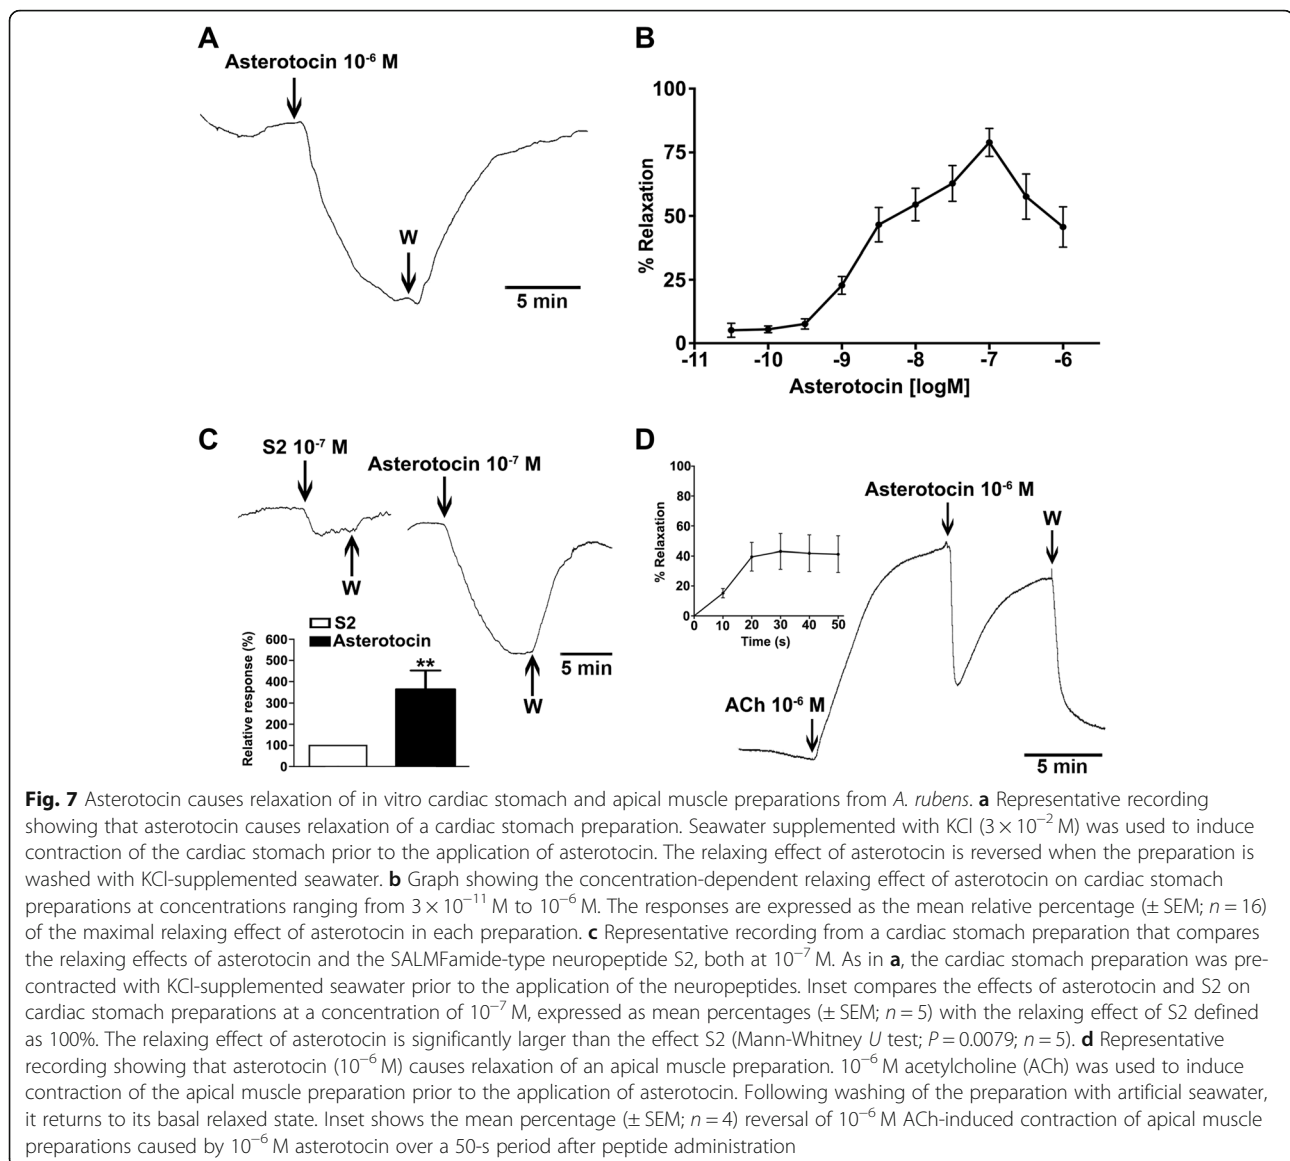 A
Asterotocin 10⁻⁶ M
W
5 min
B
100
75
50
25
0
% Relaxation
-11 -10 -9 -8 -7 -6
Asterotocin [logM]
C
S2 10⁻⁷ M
W
Asterotocin 10⁻⁷ M
W
5 min
S2
Asterotocin
600
500
400
300
200
100
0
Relative response (%)
**
D
100
80
60
40
20
0
% Relaxation
0 10 20 30 40 50
Time (s)
Asterotocin 10⁻⁶ M
W
ACh 10⁻⁶ M
5 min
Fig. 7 Asterotocin causes relaxation of in vitro cardiac stomach and apical muscle preparations from A. rubens. a Representative recording
showing that asterotocin causes relaxation of a cardiac stomach preparation. Seawater supplemented with KCl (3 × 10⁻² M) was used to induce
contraction of the cardiac stomach prior to the application of asterotocin. The relaxing effect of asterotocin is reversed when the preparation is
washed with KCl-supplemented seawater. b Graph showing the concentration-dependent relaxing effect of asterotocin on cardiac stomach
preparations at concentrations ranging from 3 × 10⁻¹¹ M to 10⁻⁶ M. The responses are expressed as the mean relative percentage (± SEM; n = 16)
of the maximal relaxing effect of asterotocin in each preparation. c Representative recording from a cardiac stomach preparation that compares
the relaxing effects of asterotocin and the SALMFamide-type neuropeptide S2, both at 10⁻⁷ M. As in a, the cardiac stomach preparation was pre-
contracted with KCl-supplemented seawater prior to the application of the neuropeptides. Inset compares the effects of asterotocin and S2 on
cardiac stomach preparations at a concentration of 10⁻⁷ M, expressed as mean percentages (± SEM; n = 5) with the relaxing effect of S2 defined
as 100%. The relaxing effect of asterotocin is significantly larger than the effect S2 (Mann-Whitney U test; P = 0.0079; n = 5). d Representative
recording showing that asterotocin (10⁻⁶ M) causes relaxation of an apical muscle preparation. 10⁻⁶ M acetylcholine (ACh) was used to induce
contraction of the apical muscle preparation prior to the application of asterotocin. Following washing of the preparation with artificial seawater,
it returns to its basal relaxed state. Inset shows the mean percentage (± SEM; n = 4) reversal of 10⁻⁶ M ACh-induced contraction of apical muscle
preparations caused by 10⁻⁶ M asterotocin over a 50-s period after peptide administration